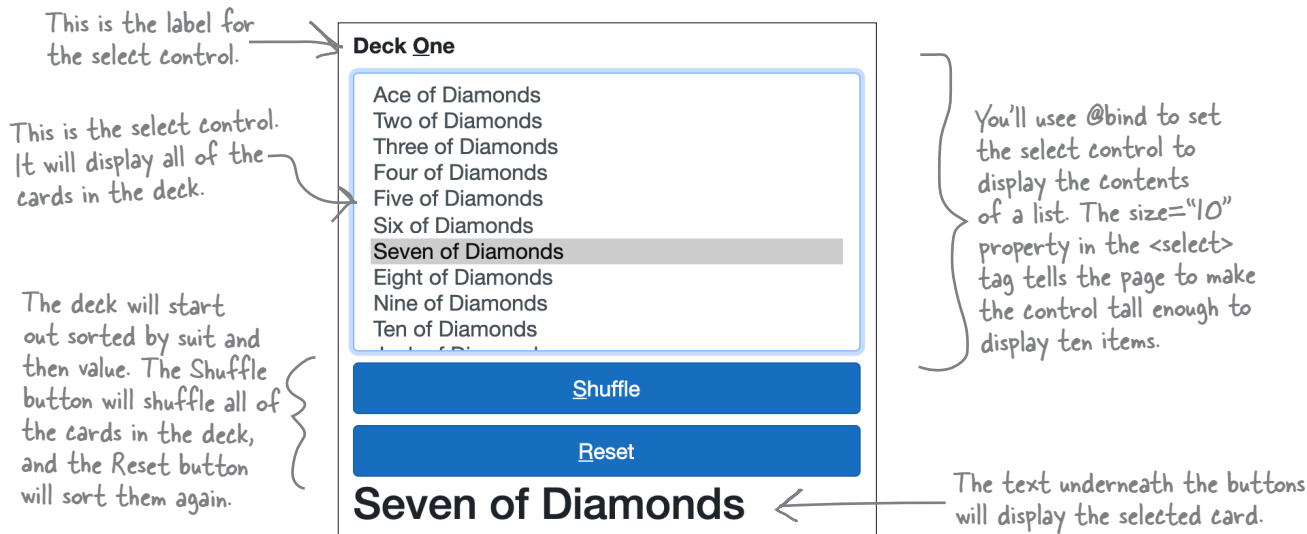 This is the label for
the select control.
This is the select control.
It will display all of the
cards in the deck.
The deck will start
out sorted by suit and
then value. The Shuffle
button will shuffle all of
the cards in the deck,
and the Reset button
will sort them again.
Deck One
Ace of Diamonds
Two of Diamonds
Three of Diamonds
Four of Diamonds
Five of Diamonds
Six of Diamonds
Seven of Diamonds
Eight of Diamonds
Nine of Diamonds
Ten of Diamonds
Shuffle
Reset
Seven of Diamonds
You'll usee @bind to set
the select control to
display the contents
of a list. The size="10"
property in the <select>
tag tells the page to make
the control tall enough to
display ten items.
The text underneath the buttons
will display the selected card.